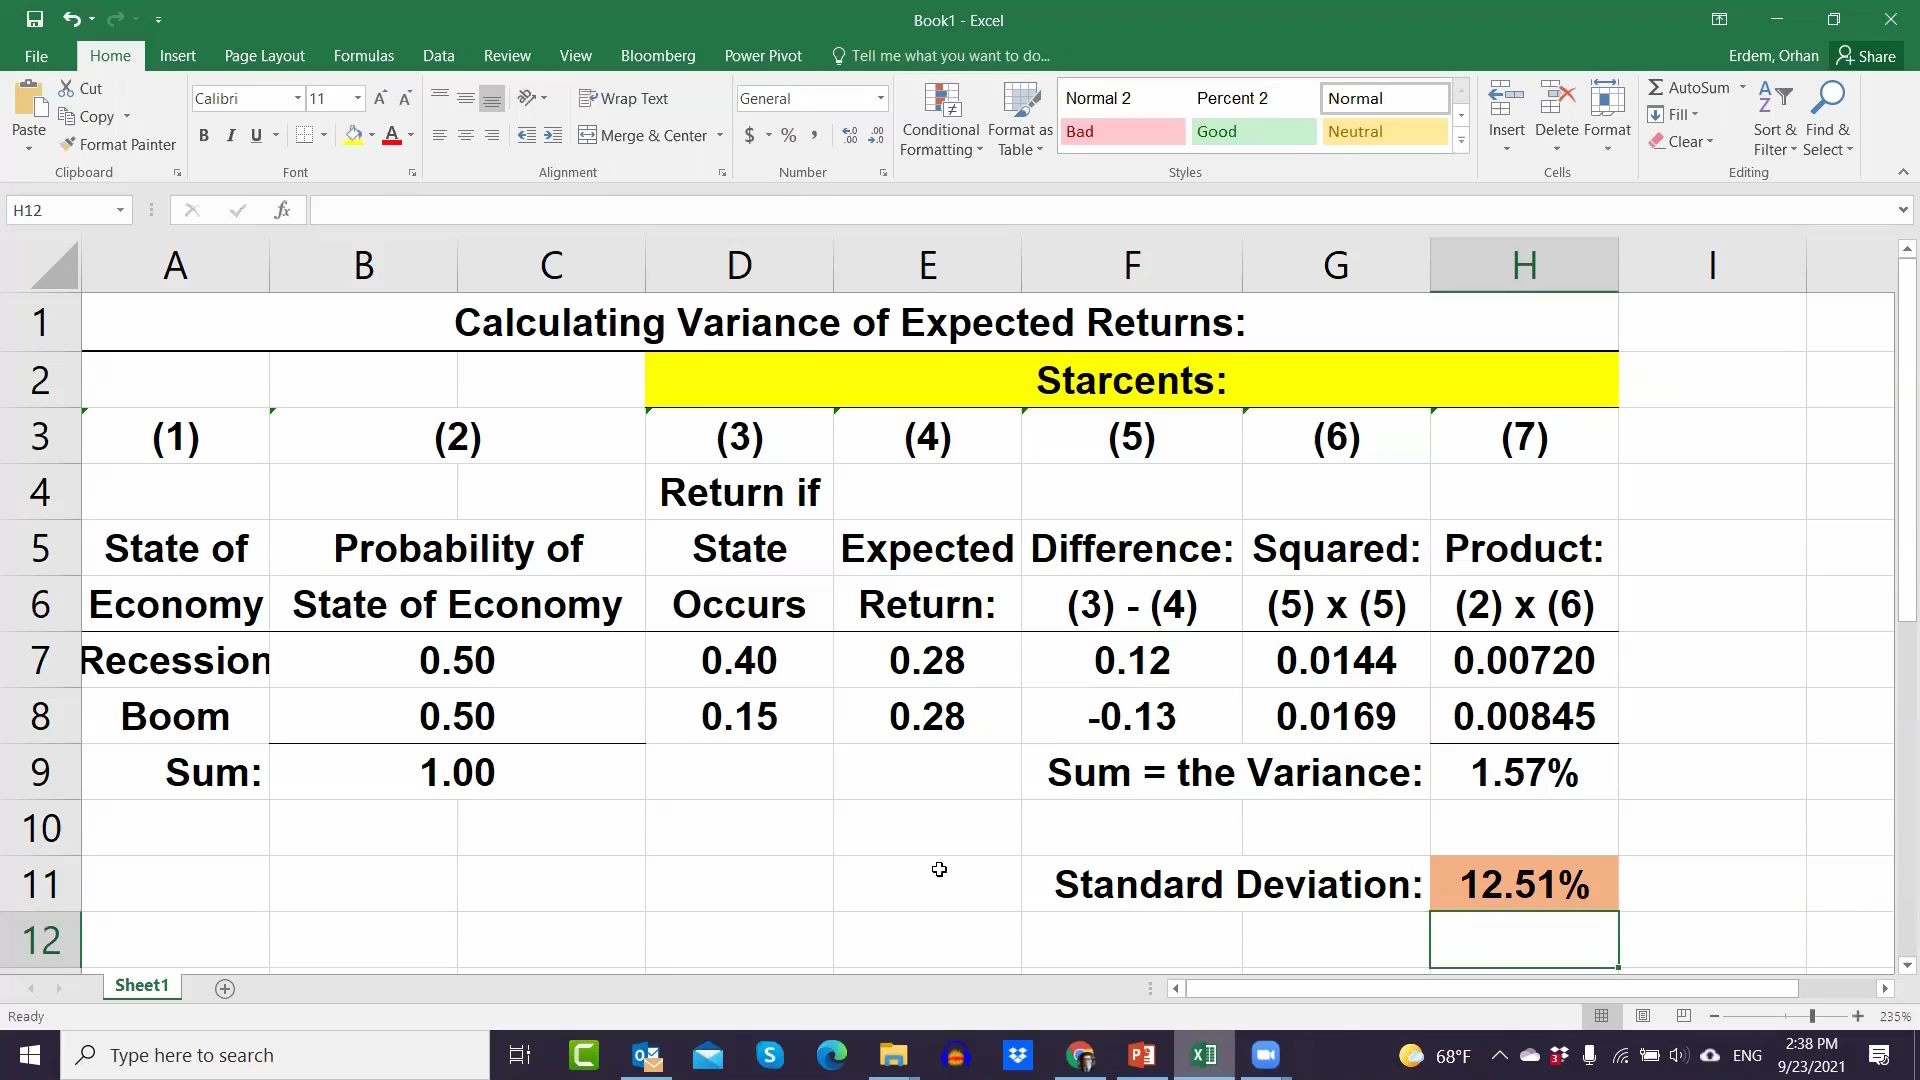 Book1 - Excel
File Home Insert Page Layout Formulas Data Review View Bloomberg Power Pivot Tell me what you want to do... Erdem, Orhan Share
Cut
Copy
Format Painter
Paste
Clipboard
Calibri 11
B I U
Font
Wrap Text
Merge & Center
Alignment
General
$ % ,
Number
Conditional Formatting
Format as Table
Normal 2 Percent 2 Normal
Bad Good Neutral
Styles
Insert Delete Format
Cells
AutoSum
Fill
Clear
Sort & Filter
Find & Select
Editing
H12 fx
A B C D E F G H I
1 Calculating Variance of Expected Returns:
2 Starcents:
3 (1) (2) (3) (4) (5) (6) (7)
4 Return if
5 State of Probability of State Expected Difference: Squared: Product:
6 Economy State of Economy Occurs Return: (3) - (4) (5) x (5) (2) x (6)
7 Recession 0.50 0.40 0.28 0.12 0.0144 0.00720
8 Boom 0.50 0.15 0.28 -0.13 0.0169 0.00845
9 Sum: 1.00 Sum = the Variance: 1.57%
10
11 Standard Deviation: 12.51%
12
Sheet1
Ready 235%
Type here to search 68°F ENG 2:38 PM
9/23/2021